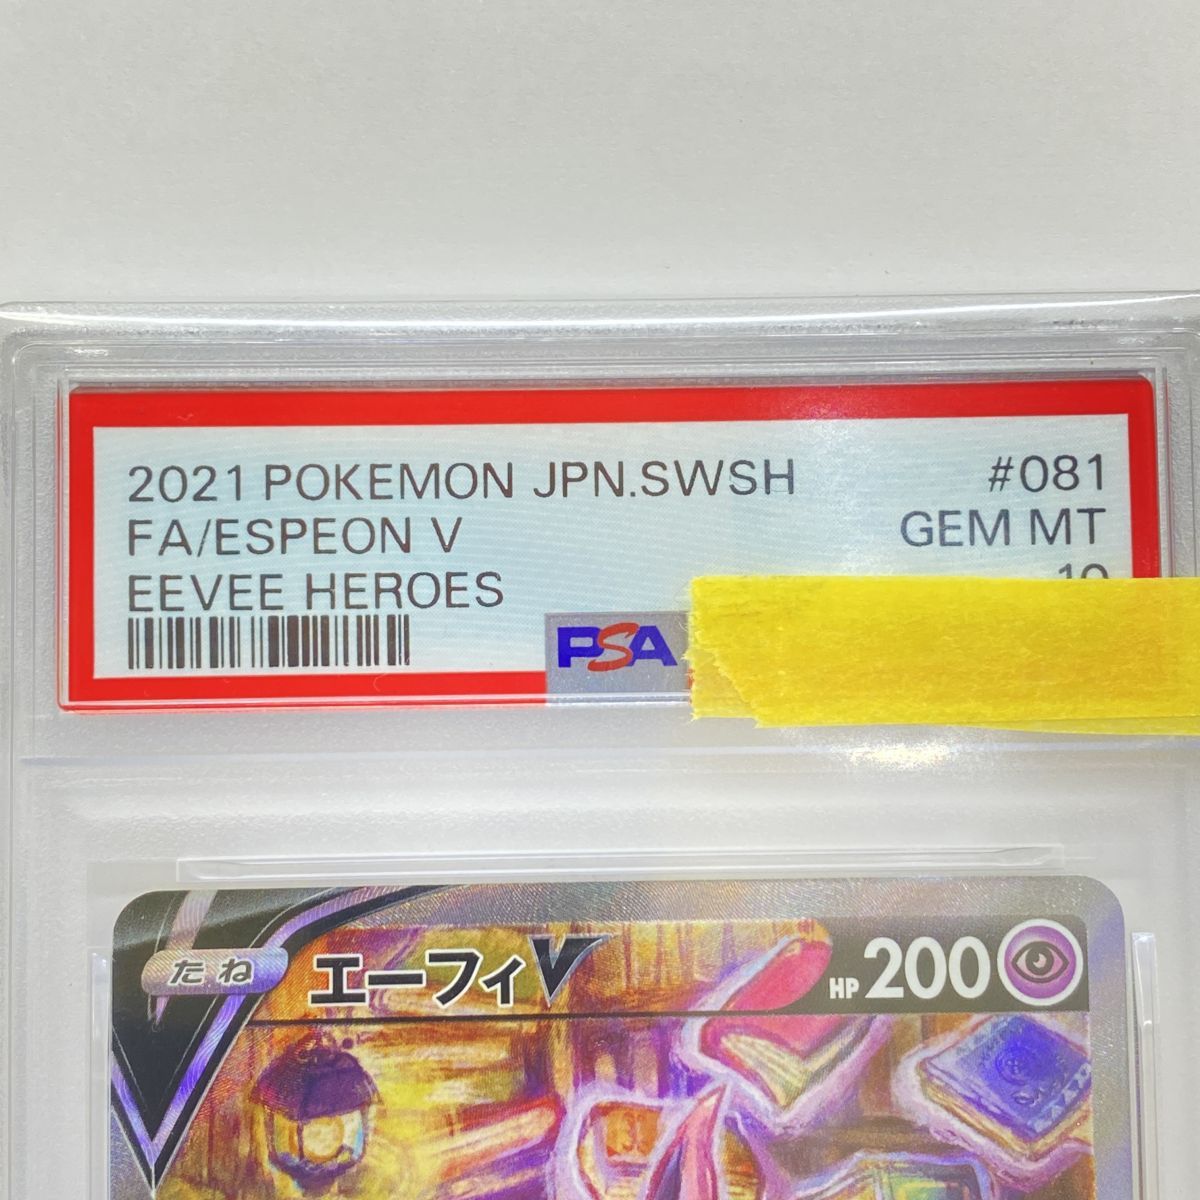 2021 POKEMON JPN.SWSH #081
FA/ESPEON V GEM MT
EEVEE HEROES 10
PSA
たね エーフィV HP 200